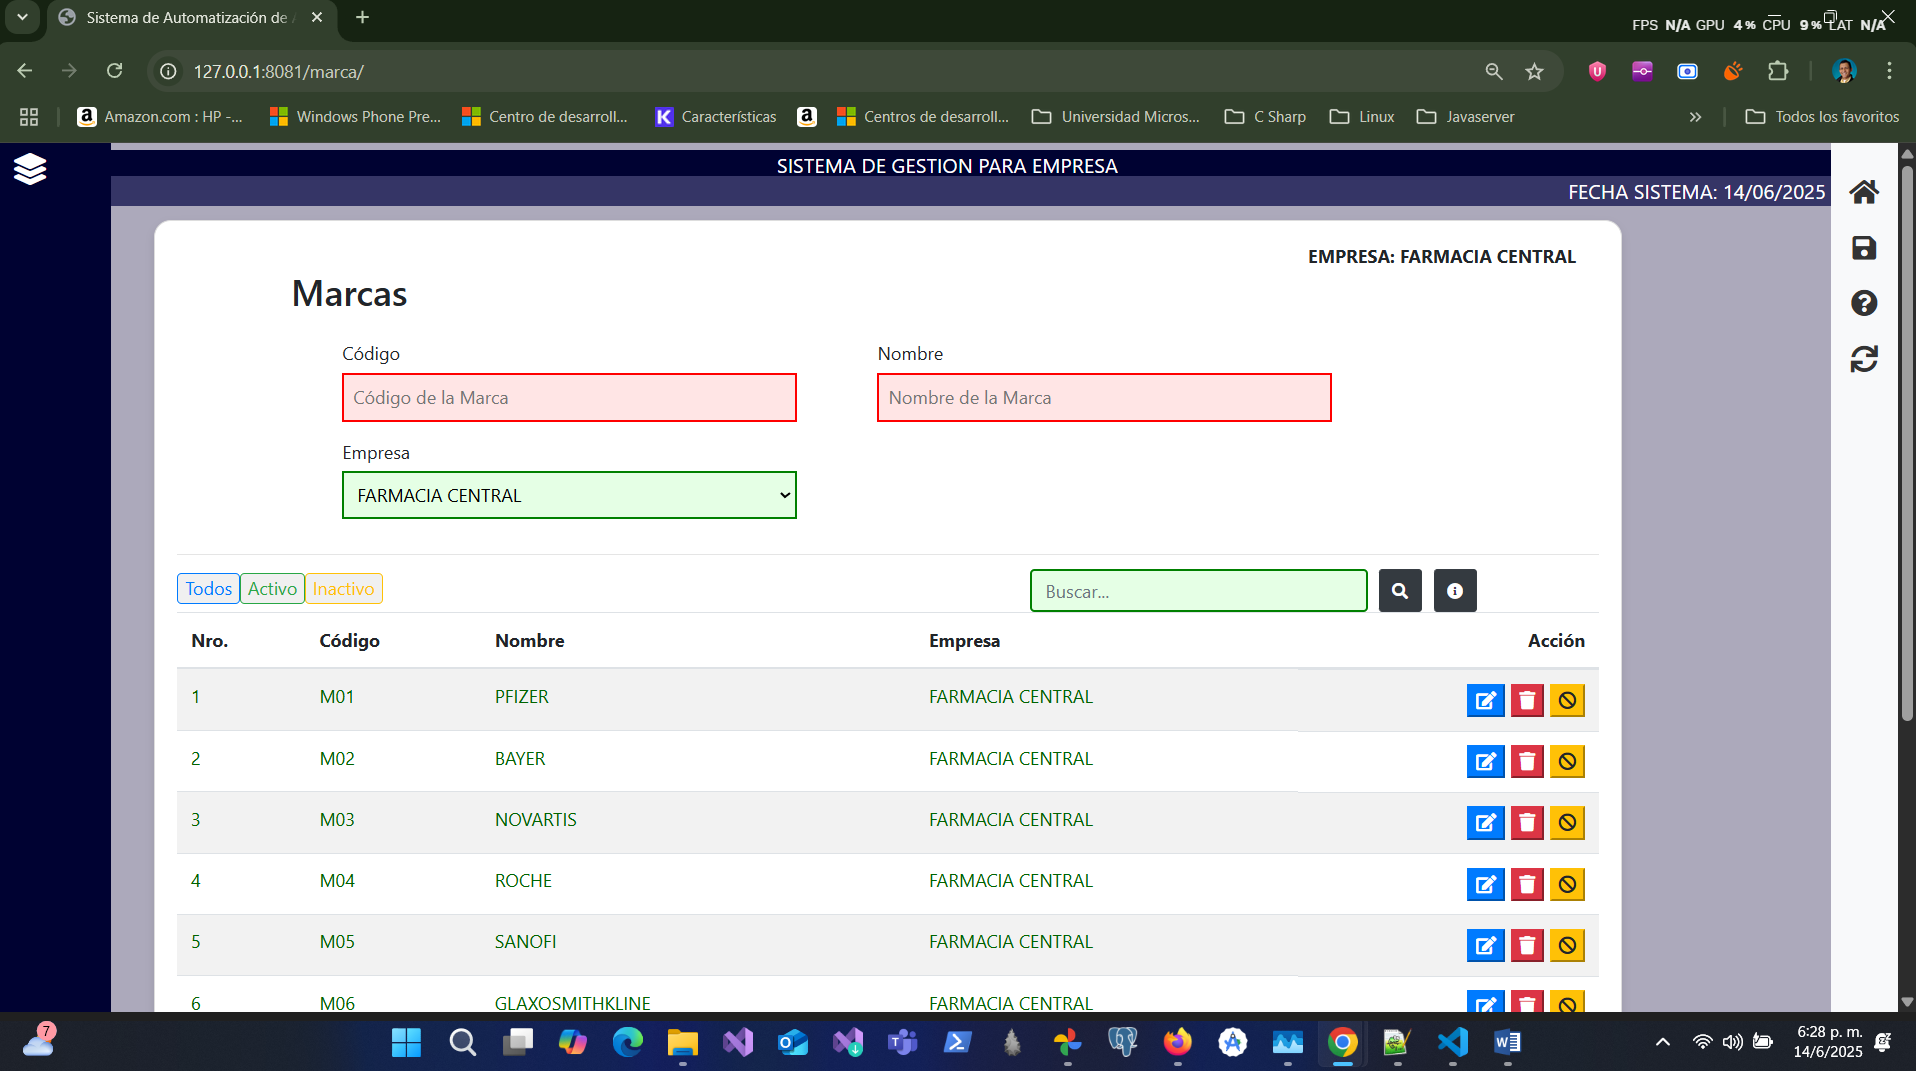 Sistema de Automatización de
FPS N/A GPU 4% CPU 9% LAT N/A
127.0.0.1:8081/marca/
Amazon.com : HP -...
Windows Phone Pre...
Centro de desarroll...
Características
Centros de desarroll...
Universidad Micros...
C Sharp
Linux
Javaserver
Todos los favoritos
SISTEMA DE GESTION PARA EMPRESA
FECHA SISTEMA: 14/06/2025
EMPRESA: FARMACIA CENTRAL
Marcas
Código Nombre
Código de la Marca Nombre de la Marca
Empresa
FARMACIA CENTRAL
Todos Activo Inactivo Buscar...
Nro. Código Nombre Empresa Acción
1 M01 PFIZER FARMACIA CENTRAL
2 M02 BAYER FARMACIA CENTRAL
3 M03 NOVARTIS FARMACIA CENTRAL
4 M04 ROCHE FARMACIA CENTRAL
5 M05 SANOFI FARMACIA CENTRAL
6 M06 GLAXOSMITHKLINE FARMACIA CENTRAL
7
6:28 p. m.
14/6/2025